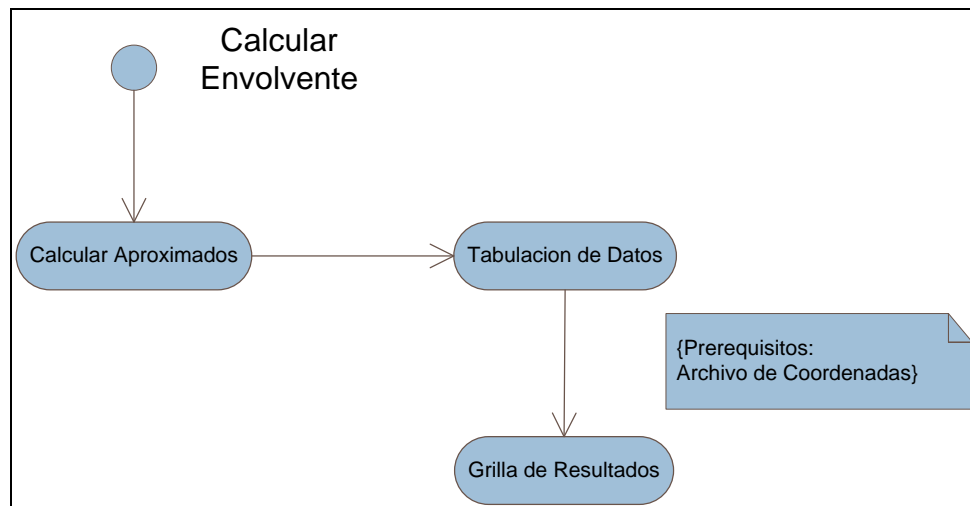 Calcular
Envolvente
Calcular Aproximados
Tabulacion de Datos
{Prerequisitos:
Archivo de Coordenadas}
Grilla de Resultados